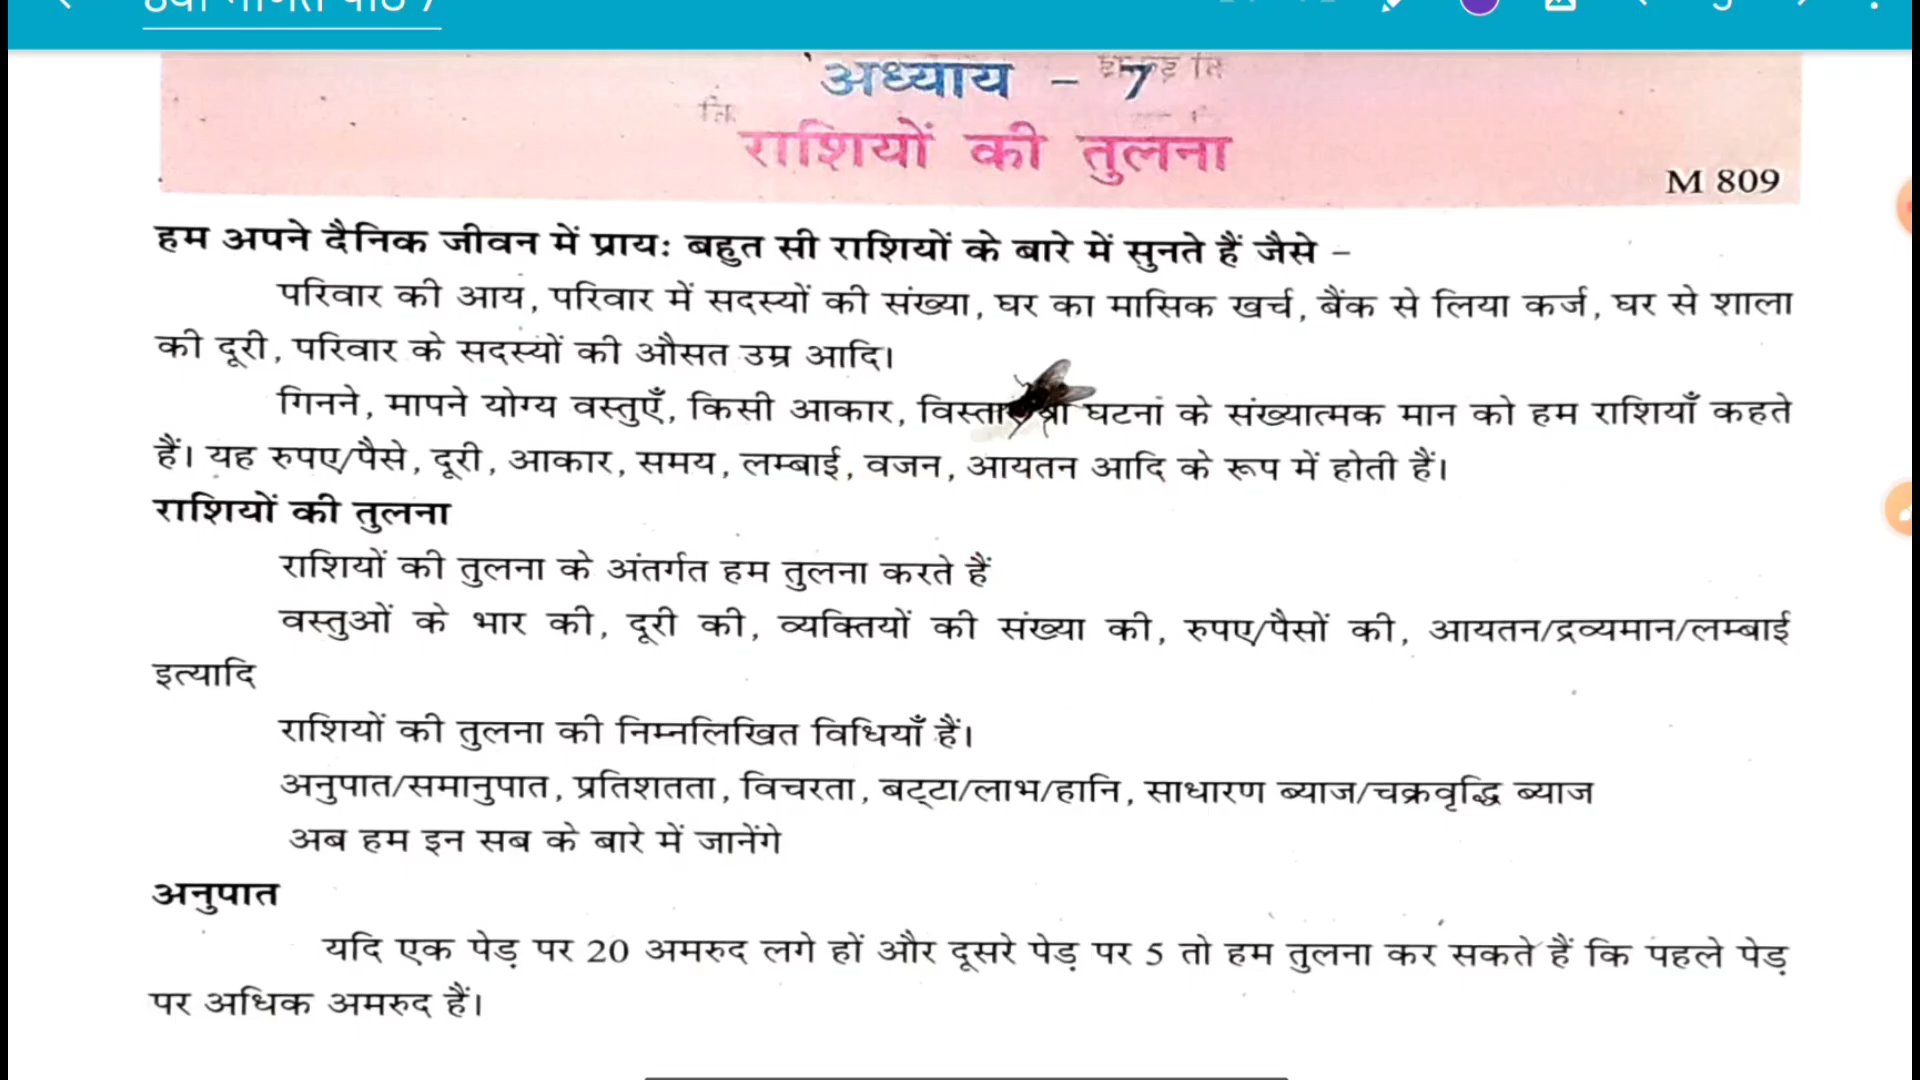 8वी गणित पाठ 7
अध्याय - 7
राशियों की तुलना
M 809
हम अपने दैनिक जीवन में प्रायः बहुत सी राशियों के बारे में सुनते हैं जैसे –
परिवार की आय, परिवार में सदस्यों की संख्या, घर का मासिक खर्च, बैंक से लिया कर्ज, घर से शाला
की दूरी, परिवार के सदस्यों की औसत उम्र आदि।
गिनने, मापने योग्य वस्तुएँ, किसी आकार, घटना के संख्यात्मक मान को हम राशियाँ कहते
हैं। यह रुपए/पैसे, दूरी, आकार, समय, लम्बाई, वजन, आयतन आदि के रूप में होती हैं।
राशियों की तुलना
राशियों की तुलना के अंतर्गत हम तुलना करते हैं
वस्तुओं के भार की, दूरी की, व्यक्तियों की संख्या की, रुपए/पैसों की, आयतन/द्रव्यमान/लम्बाई
इत्यादि
राशियों की तुलना की निम्नलिखित विधियाँ हैं।
अनुपात/समानुपात, प्रतिशतता, विचरता, बट्टा/लाभ/हानि, साधारण ब्याज/चक्रवृद्धि ब्याज
अब हम इन सब के बारे में जानेंगे
अनुपात
यदि एक पेड़ पर 20 अमरुद लगे हों और दूसरे पेड़ पर 5 तो हम तुलना कर सकते हैं कि पहले पेड़
पर अधिक अमरुद हैं।